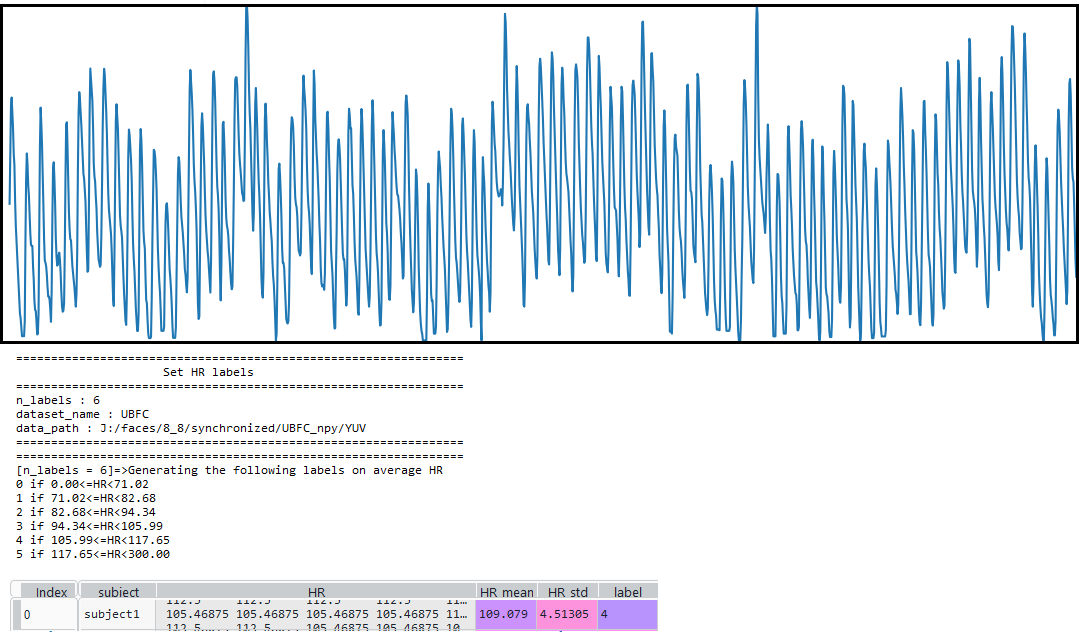 ================================================================
Set HR labels
================================================================
n_labels : 6
dataset_name : UBFC
data_path : J:/faces/8_8/synchronized/UBFC_npy/YUV
================================================================
================================================================
[n_labels = 6]=>Generating the following labels on average HR
0 if 0.00<=HR<71.02
1 if 71.02<=HR<82.68
2 if 82.68<=HR<94.34
3 if 94.34<=HR<105.99
4 if 105.99<=HR<117.65
5 if 117.65<=HR<300.00
Index subject HR HR mean HR std label
112.5 112.5 112.5 112.5 11…
0 subject1 105.46875 105.46875 105.46875 105.46875 11… 109.079 4.51305 4
112.5 112.5 105.46875 105.46875 10